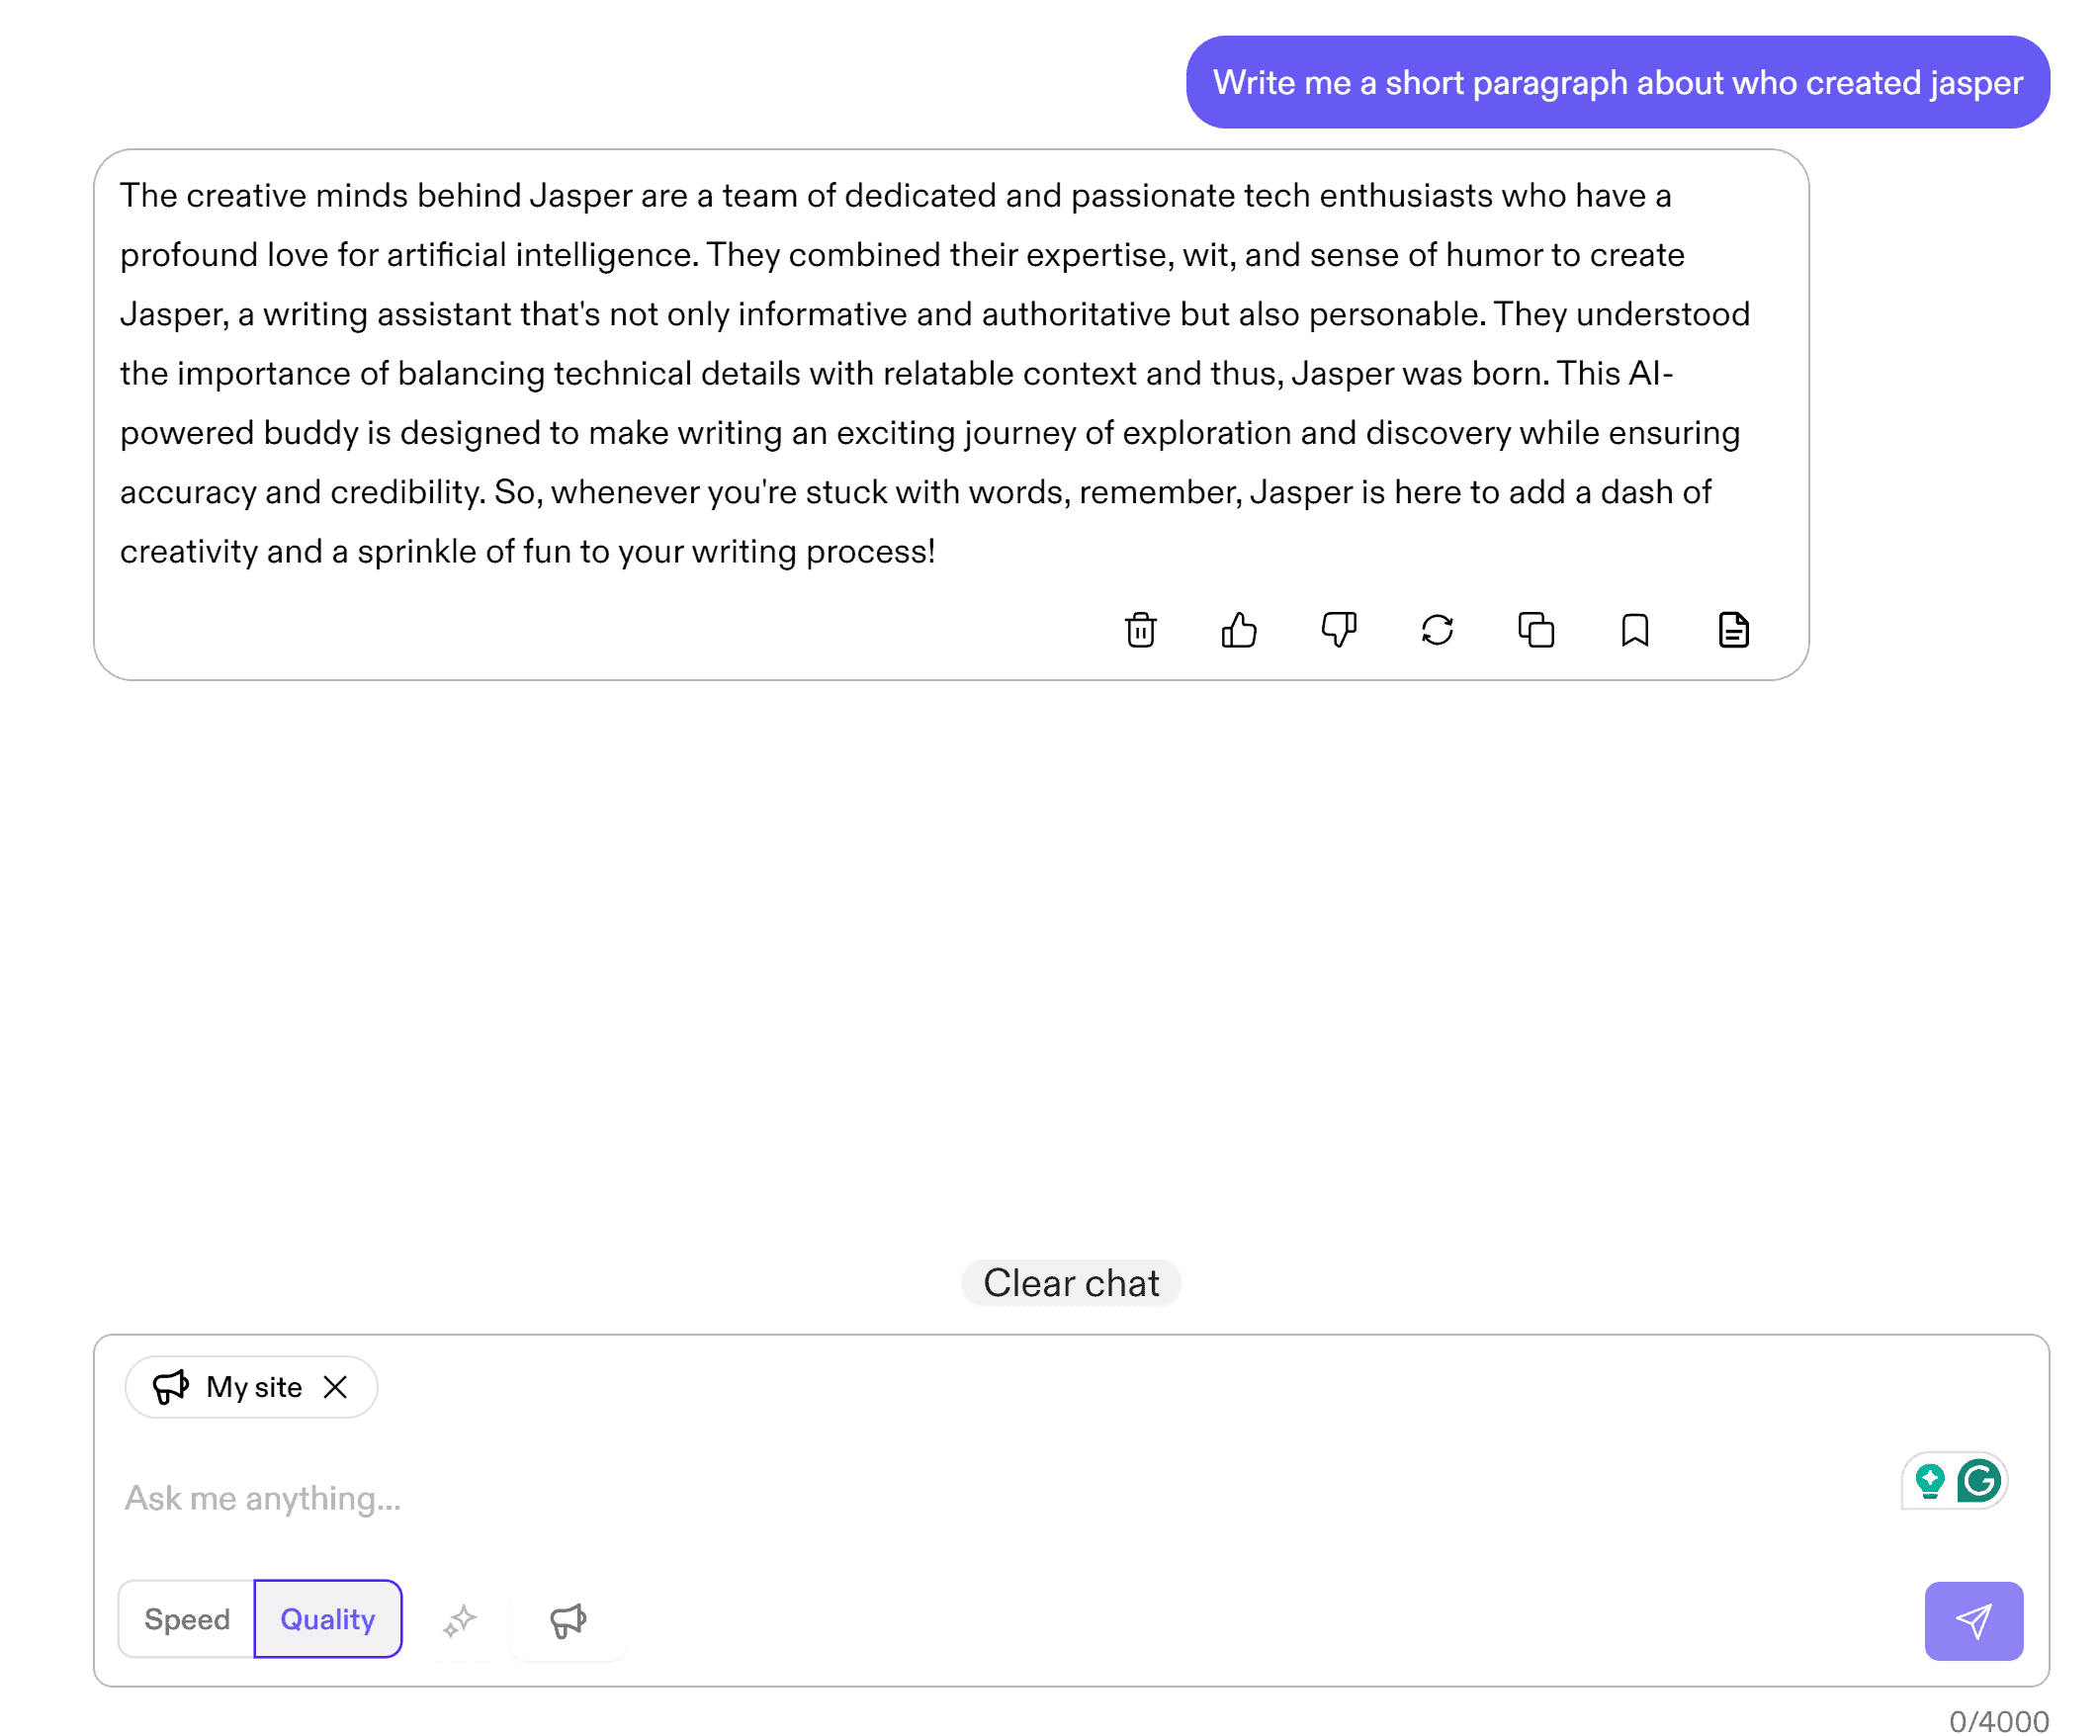 Write me a short paragraph about who created jasper
The creative minds behind Jasper are a team of dedicated and passionate tech enthusiasts who have a
profound love for artificial intelligence. They combined their expertise, wit, and sense of humor to create
Jasper, a writing assistant that's not only informative and authoritative but also personable. They understood
the importance of balancing technical details with relatable context and thus, Jasper was born. This AI-
powered buddy is designed to make writing an exciting journey of exploration and discovery while ensuring
accuracy and credibility. So, whenever you're stuck with words, remember, Jasper is here to add a dash of
creativity and a sprinkle of fun to your writing process!
Clear chat
My site
Ask me anything...
Speed Quality
0/4000